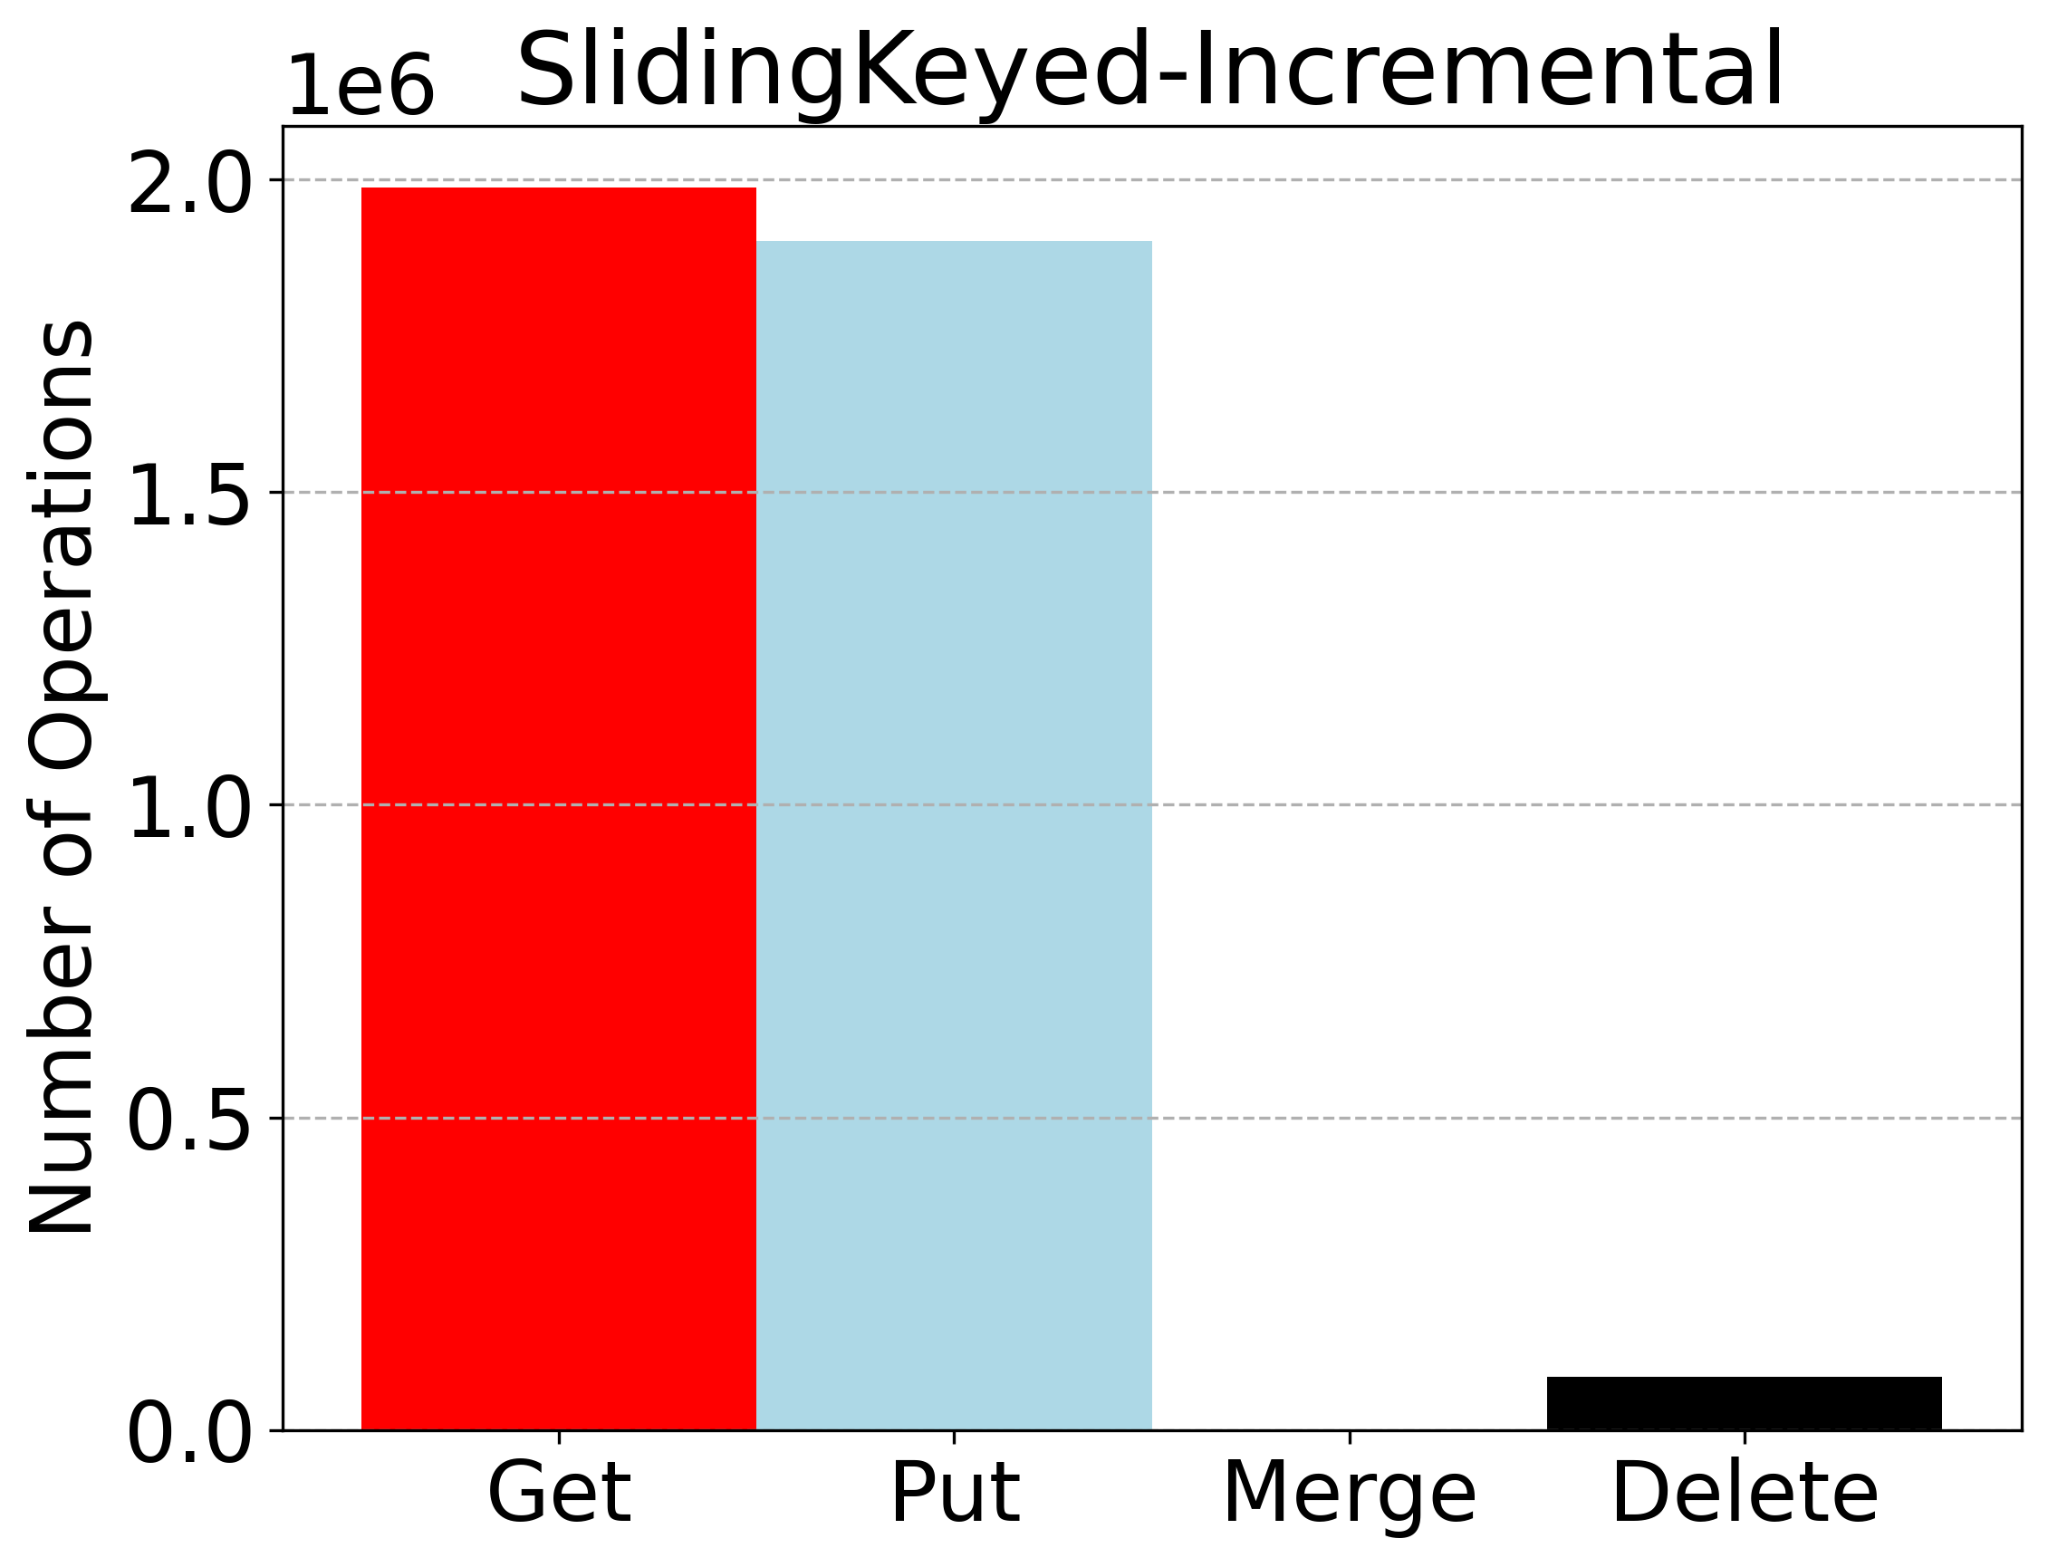 1e6 SlidingKeyed-Incremental
Number of Operations
2.0
1.5
1.0
0.5
0.0
Get Put Merge Delete